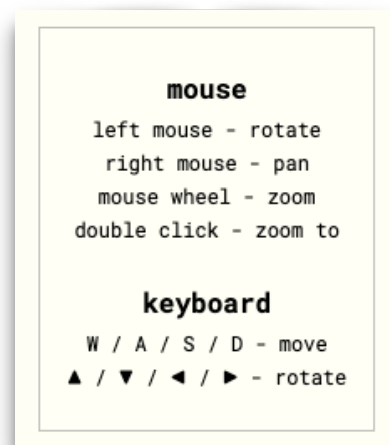 mouse
left mouse - rotate
right mouse - pan
mouse wheel - zoom
double click - zoom to
keyboard
W / A / S / D - move
▲ / ▼ / ◀ / ▶ - rotate